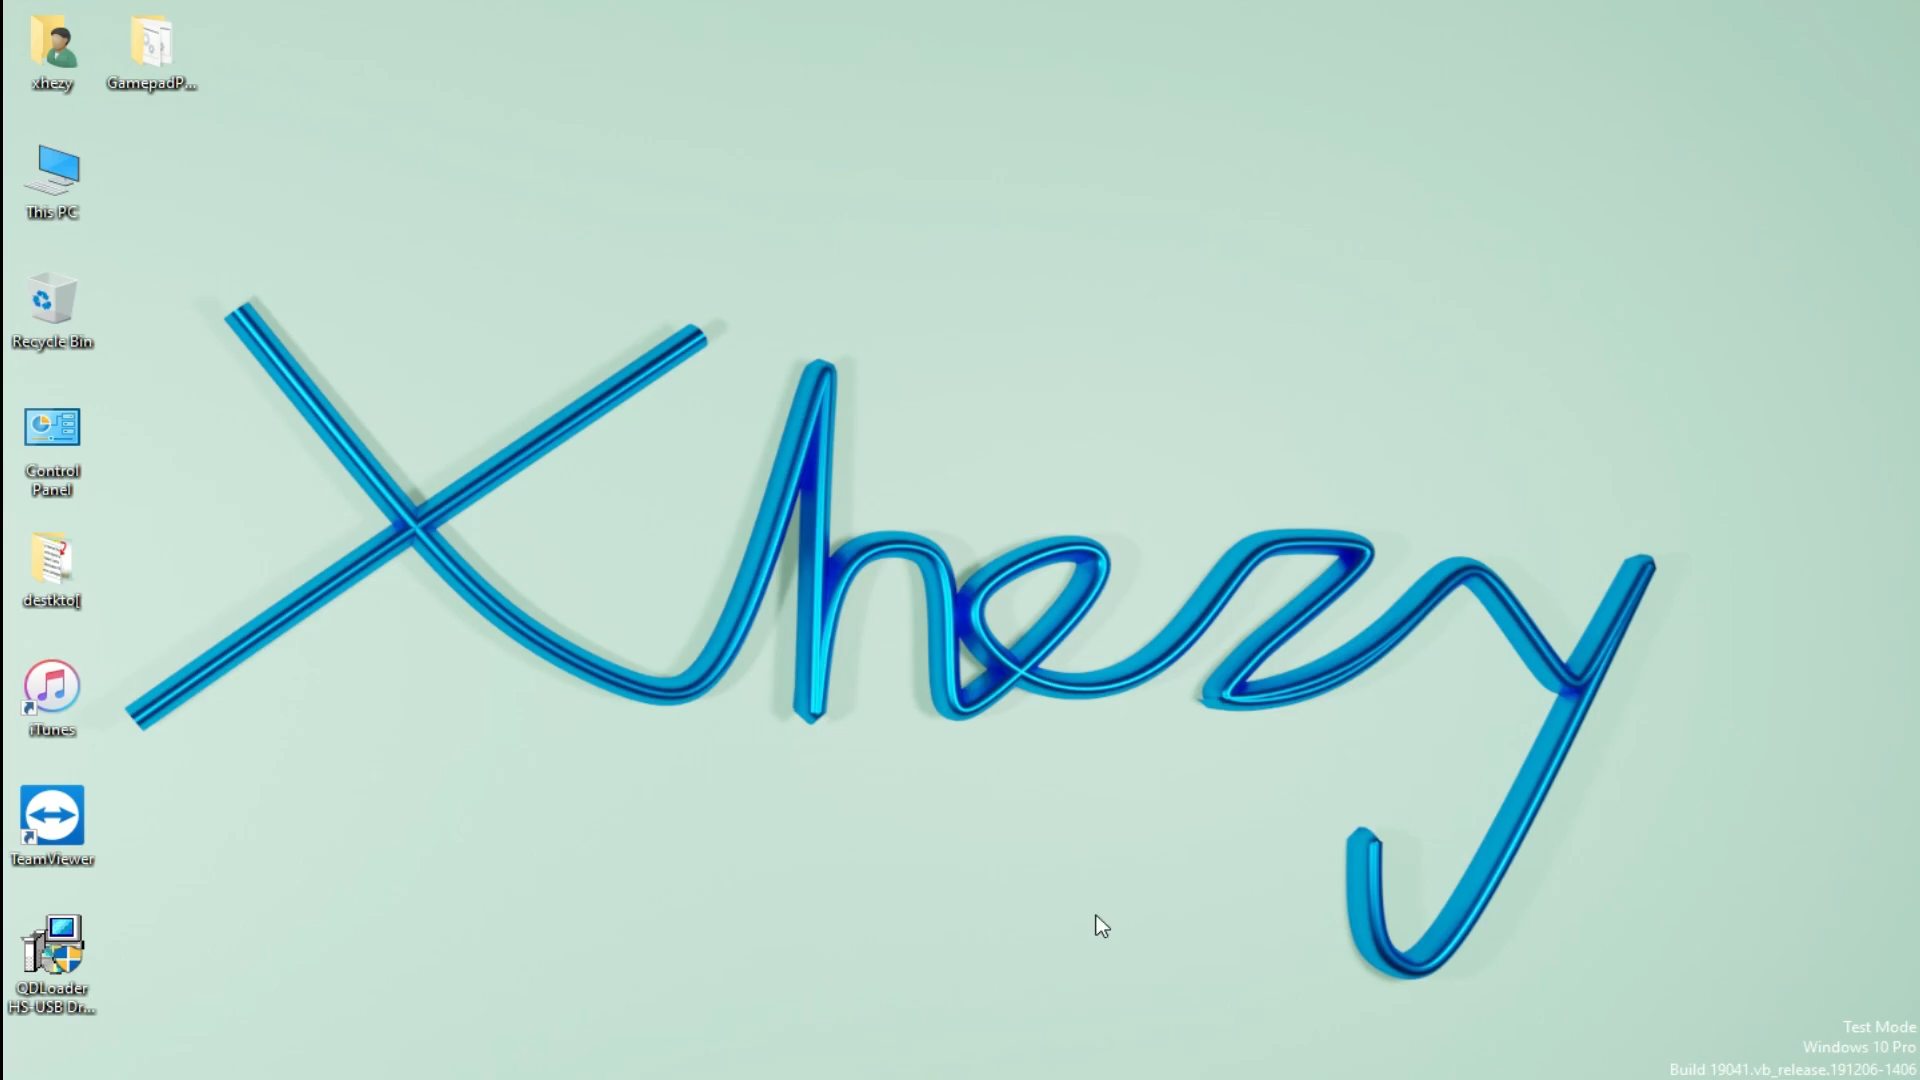 xhezy
GamepadP...
This PC
Recycle Bin
Control
Panel
destktoj
iTunes
TeamViewer
QDLoader
HS-USB Dr...
Xhezy
Test Mode
Windows 10 Pro
Build 19041.vb_release.191206-1406